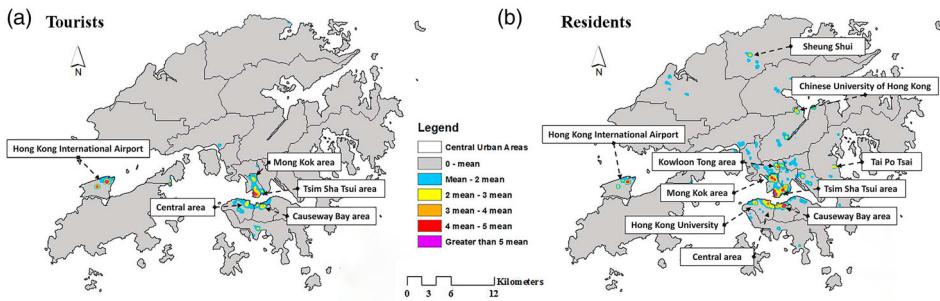 (a) Tourists
N
Hong Kong International Airport
Mong Kok area
Tsim Sha Tsui area
Central area
Causeway Bay area
Legend
Central Urban Areas
0 - mean
Mean - 2 mean
2 mean - 3 mean
3 mean - 4 mean
4 mean - 5 mean
Greater than 5 mean
Kilometers
0 2 4 6 12
(b) Residents
N
Sheung Shui
Chinese University of Hong Kong
Hong Kong International Airport
Kowloon Tong area
Tai Po Tsai
Mong Kok area
Tsim Sha Tsui area
Hong Kong University
Causeway Bay area
Central area